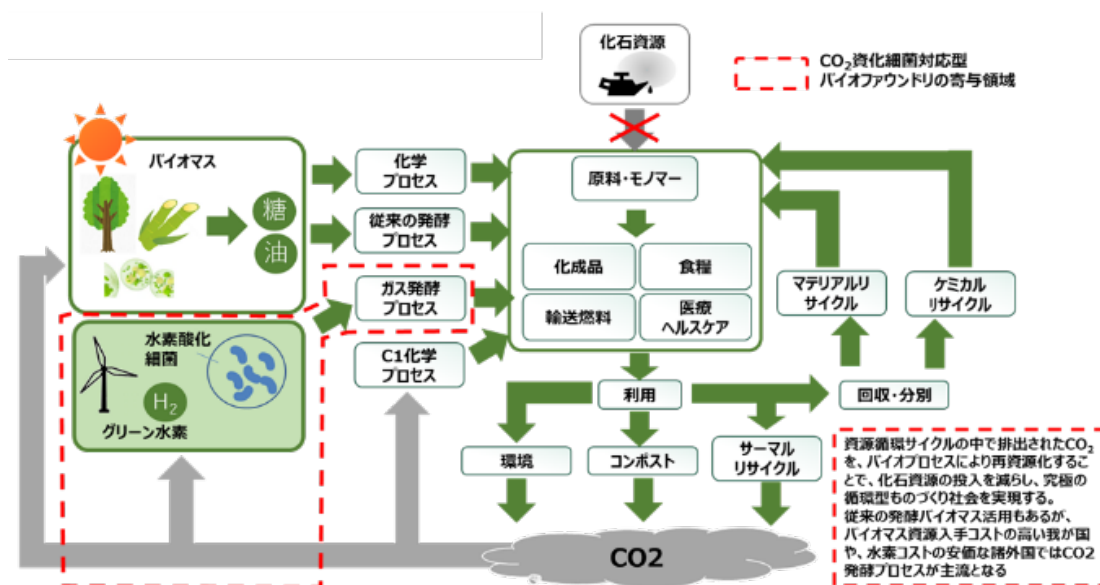 化石資源
CO₂資化細菌対応型
バイオファウンドリの寄与領域
バイオマス
糖
油
化学
プロセス
従来の発酵
プロセス
ガス発酵
プロセス
C1化学
プロセス
原料・モノマー
化成品
食糧
輸送燃料
医療
ヘルスケア
マテリアルリ
サイクル
ケミカル
リサイクル
水素酸化
細菌
H₂
グリーン水素
利用
回収・分別
環境
コンポスト
サーマル
リサイクル
CO2
資源循環サイクルの中で排出されたCO₂
を、バイオプロセスにより再資源化するこ
とで、化石資源の投入を減らし、究極の
循環型ものづくり社会を実現する。
従来の発酵バイオマス活用もあるが、
バイオマス資源入手コストの高い我が国
や、水素コストの安価な諸外国ではCO2
発酵プロセスが主流となる